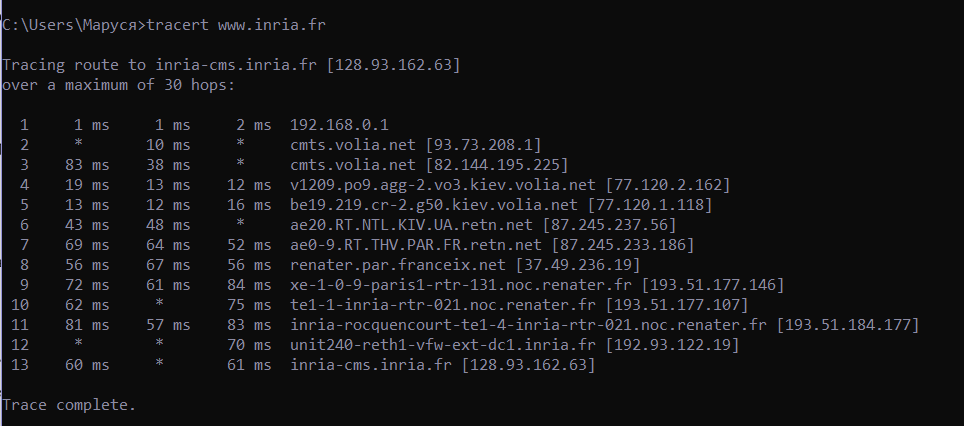 C:\Users\Маруся>tracert www.inria.fr
Tracing route to inria-cms.inria.fr [128.93.162.63]
over a maximum of 30 hops:
1 1 ms 1 ms 2 ms 192.168.0.1
2 * 10 ms * cmts.volia.net [93.73.208.1]
3 83 ms 38 ms * cmts.volia.net [82.144.195.225]
4 19 ms 13 ms 12 ms v1209.po9.agg-2.vo3.kiev.volia.net [77.120.2.162]
5 13 ms 12 ms 16 ms be19.219.cr-2.g50.kiev.volia.net [77.120.1.118]
6 43 ms 48 ms * ae20.RT.NTL.KIV.UA.retn.net [87.245.237.56]
7 69 ms 64 ms 52 ms ae0-9.RT.THV.PAR.FR.retn.net [87.245.233.186]
8 56 ms 67 ms 56 ms renater.par.franceix.net [37.49.236.19]
9 72 ms 61 ms 84 ms xe-1-0-9-paris1-rtr-131.noc.renater.fr [193.51.177.146]
10 62 ms * 75 ms te1-1-inria-rtr-021.noc.renater.fr [193.51.177.107]
11 81 ms 57 ms 83 ms inria-rocquencourt-te1-4-inria-rtr-021.noc.renater.fr [193.51.184.177]
12 * * 70 ms unit240-reth1-vfw-ext-dc1.inria.fr [192.93.122.19]
13 60 ms * 61 ms inria-cms.inria.fr [128.93.162.63]
Trace complete.